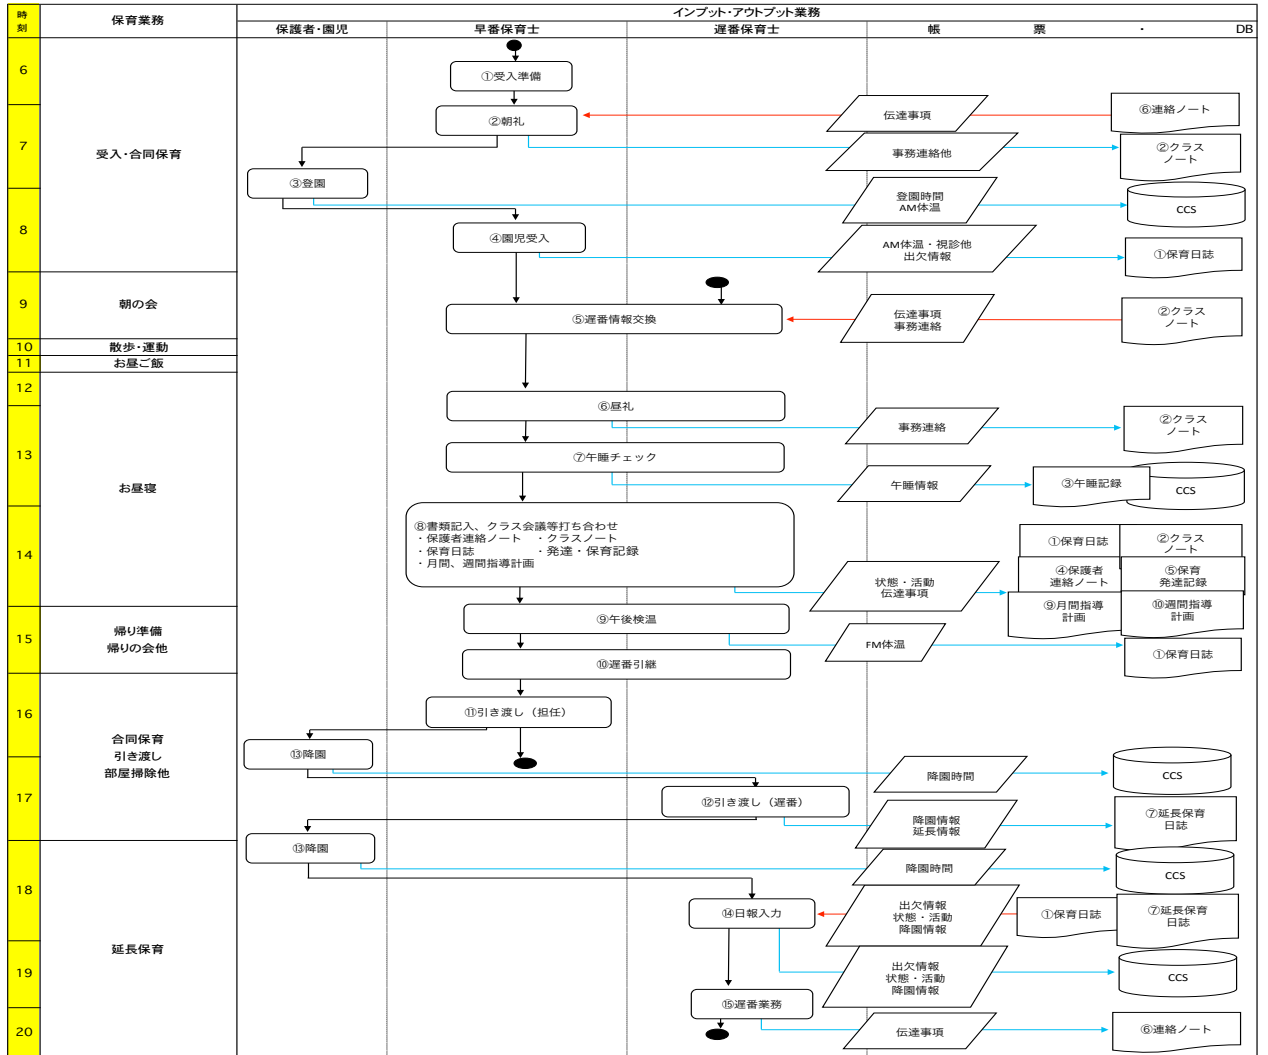 時
刻
保育業務
インプット・アウトプット業務
保護者・園児
早番保育士
遅番保育士
帳 票 ・ DB
6
①受入準備
7
受入・合同保育
②朝礼
伝達事項
⑥連絡ノート
事務連絡他
②クラス
ノート
③登園
登園時間
AM体温
CCS
8
④園児受入
AM体温・視診他
出欠情報
①保育日誌
9
朝の会
⑤遅番情報交換
伝達事項
事務連絡
②クラス
ノート
10
散歩・運動
11
お昼ご飯
12
⑥昼礼
事務連絡
②クラス
ノート
13
お昼寝
⑦午睡チェック
午睡情報
③午睡記録
CCS
14
⑧書類記入、クラス会議等打ち合わせ
・保護者連絡ノート ・クラスノート
・保育日誌 ・発達・保育記録
・月間、週間指導計画
状態・活動
伝達事項
①保育日誌
②クラス
ノート
④保護者
連絡ノート
⑤保育
発達記録
⑨月間指導
計画
⑩週間指導
計画
15
帰り準備
帰りの会他
⑨午後検温
FM体温
①保育日誌
⑩遅番引継
16
合同保育
引き渡し
部屋掃除他
⑪引き渡し（担任）
⑬降園
降園時間
CCS
17
⑫引き渡し（遅番）
降園情報
延長情報
⑦延長保育
日誌
⑬降園
降園時間
CCS
18
延長保育
⑭日報入力
出欠情報
状態・活動
降園情報
①保育日誌
⑦延長保育
日誌
19
出欠情報
状態・活動
降園情報
CCS
⑮遅番業務
20
伝達事項
⑥連絡ノート